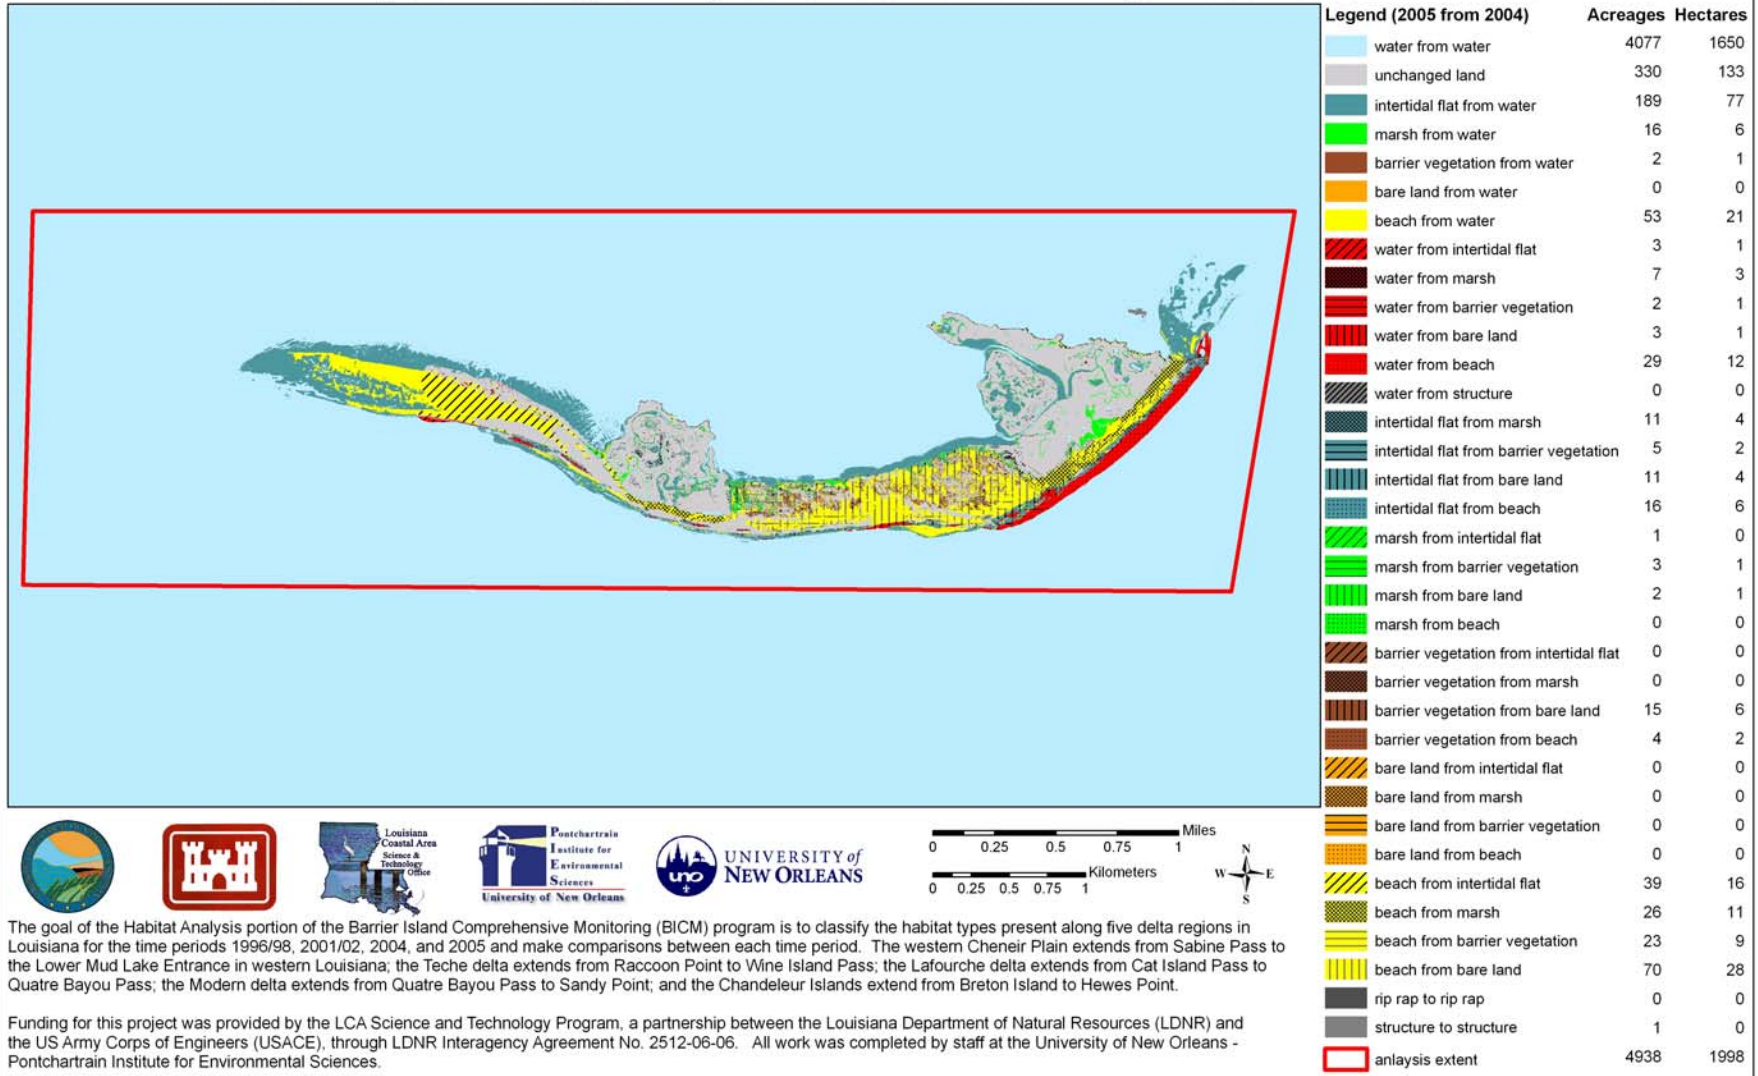 Legend (2005 from 2004) Acreages Hectares
water from water 4077 1650
unchanged land 330 133
intertidal flat from water 189 77
marsh from water 16 6
barrier vegetation from water 2 1
bare land from water 0 0
beach from water 53 21
water from intertidal flat 3 1
water from marsh 7 3
water from barrier vegetation 2 1
water from bare land 3 1
water from beach 29 12
water from structure 0 0
intertidal flat from marsh 11 4
intertidal flat from barrier vegetation 5 2
intertidal flat from bare land 11 4
intertidal flat from beach 16 6
marsh from intertidal flat 1 0
marsh from barrier vegetation 3 1
marsh from bare land 2 1
marsh from beach 0 0
barrier vegetation from intertidal flat 0 0
barrier vegetation from marsh 0 0
barrier vegetation from bare land 15 6
barrier vegetation from beach 4 2
bare land from intertidal flat 0 0
bare land from marsh 0 0
bare land from barrier vegetation 0 0
bare land from beach 0 0
beach from intertidal flat 39 16
beach from marsh 26 11
beach from barrier vegetation 23 9
beach from bare land 70 28
rip rap to rip rap 0 0
structure to structure 1 0
anlaysis extent 4938 1998
Louisiana
Coastal Area
Science &
Technology
Office
Pontchartrain
Institute for
Environmental
Sciences
University of New Orleans
uno
UNIVERSITY of
NEW ORLEANS
Miles
0 0.25 0.5 0.75 1
Kilometers
0 0.25 0.5 0.75 1
N
W E
S
The goal of the Habitat Analysis portion of the Barrier Island Comprehensive Monitoring (BICM) program is to classify the habitat types present along five delta regions in
Louisiana for the time periods 1996/98, 2001/02, 2004, and 2005 and make comparisons between each time period. The western Cheneir Plain extends from Sabine Pass to
the Lower Mud Lake Entrance in western Louisiana; the Teche delta extends from Raccoon Point to Wine Island Pass; the Lafourche delta extends from Cat Island Pass to
Quatre Bayou Pass; the Modern delta extends from Quatre Bayou Pass to Sandy Point; and the Chandeleur Islands extend from Breton Island to Hewes Point.
Funding for this project was provided by the LCA Science and Technology Program, a partnership between the Louisiana Department of Natural Resources (LDNR) and
the US Army Corps of Engineers (USACE), through LDNR Interagency Agreement No. 2512-06-06. All work was completed by staff at the University of New Orleans -
Pontchartrain Institute for Environmental Sciences.